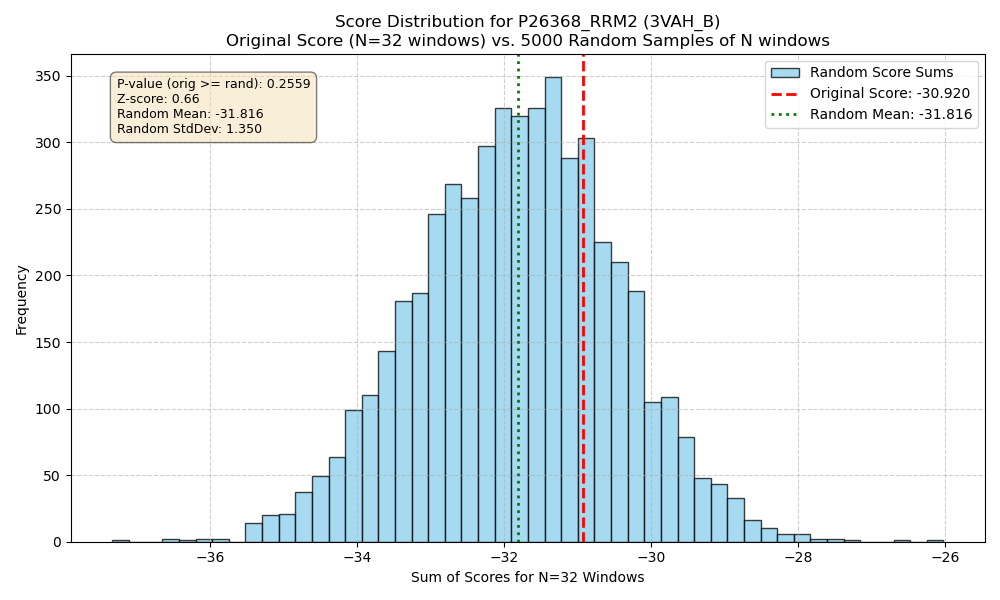 Score Distribution for P26368_RRM2 (3VAH_B)
Original Score (N=32 windows) vs. 5000 Random Samples of N windows
P-value (orig >= rand): 0.2559
Z-score: 0.66
Random Mean: -31.816
Random StdDev: 1.350
Random Score Sums
Original Score: -30.920
Random Mean: -31.816
Frequency
350
300
250
200
150
100
50
0
−36
−34
−32
−30
−28
−26
Sum of Scores for N=32 Windows